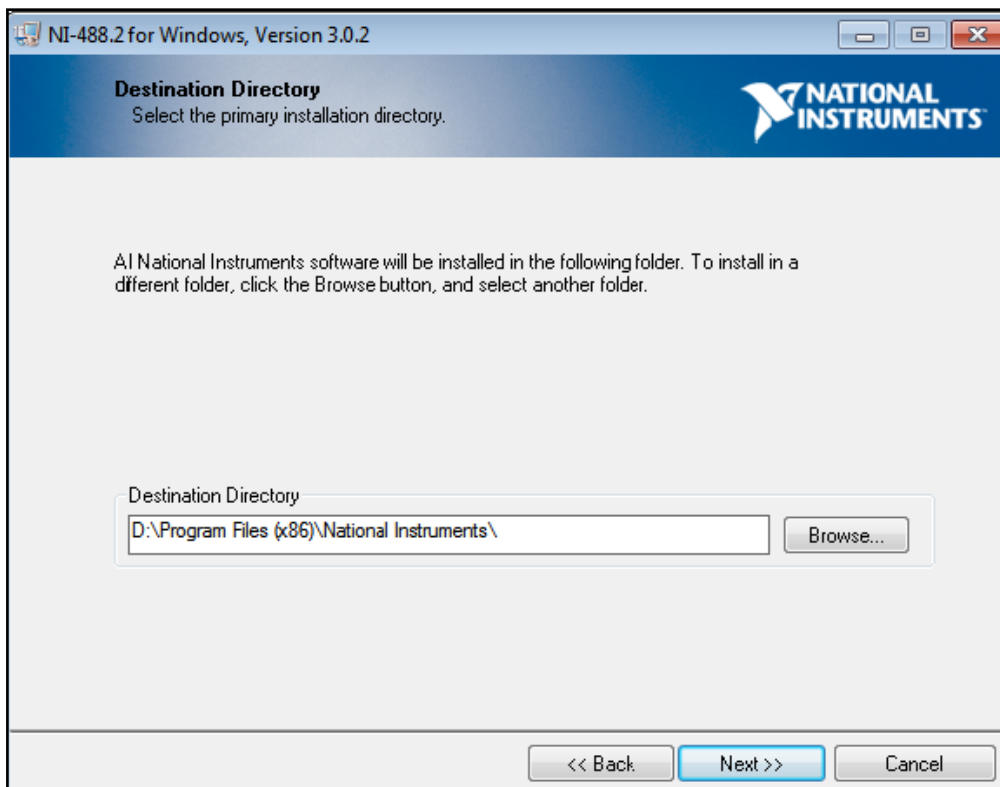 NI-488.2 for Windows, Version 3.0.2
Destination Directory
Select the primary installation directory.
NATIONAL
INSTRUMENTS
Al National Instruments software will be installed in the following folder. To install in a
different folder, click the Browse button, and select another folder.
Destination Directory
D:\Program Files (x86)\National Instruments\
Browse...
<< Back
Next >>
Cancel